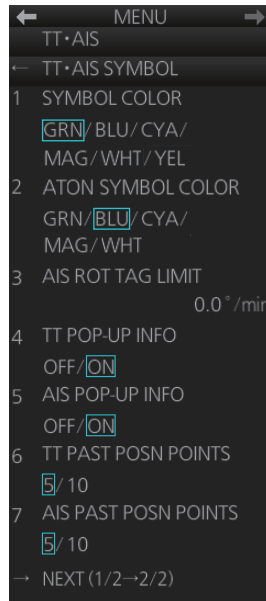 ← MENU →
TT•AIS
← TT•AIS SYMBOL
1 SYMBOL COLOR
GRN/BLU/CYA/
MAG/WHT/YEL
2 ATON SYMBOL COLOR
GRN/BLU/CYA/
MAG/WHT
3 AIS ROT TAG LIMIT
0.0°/min
4 TT POP-UP INFO
OFF/ON
5 AIS POP-UP INFO
OFF/ON
6 TT PAST POSN POINTS
5/10
7 AIS PAST POSN POINTS
5/10
→ NEXT (1/2→2/2)